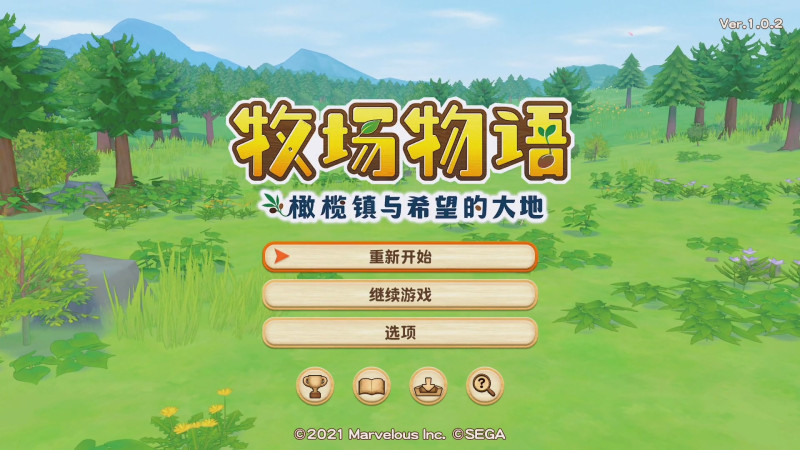 Ver.1.0.2
牧场物语
橄榄镇与希望的大地
重新开始
继续游戏
选项
©2021 Marvelous Inc. ©SEGA